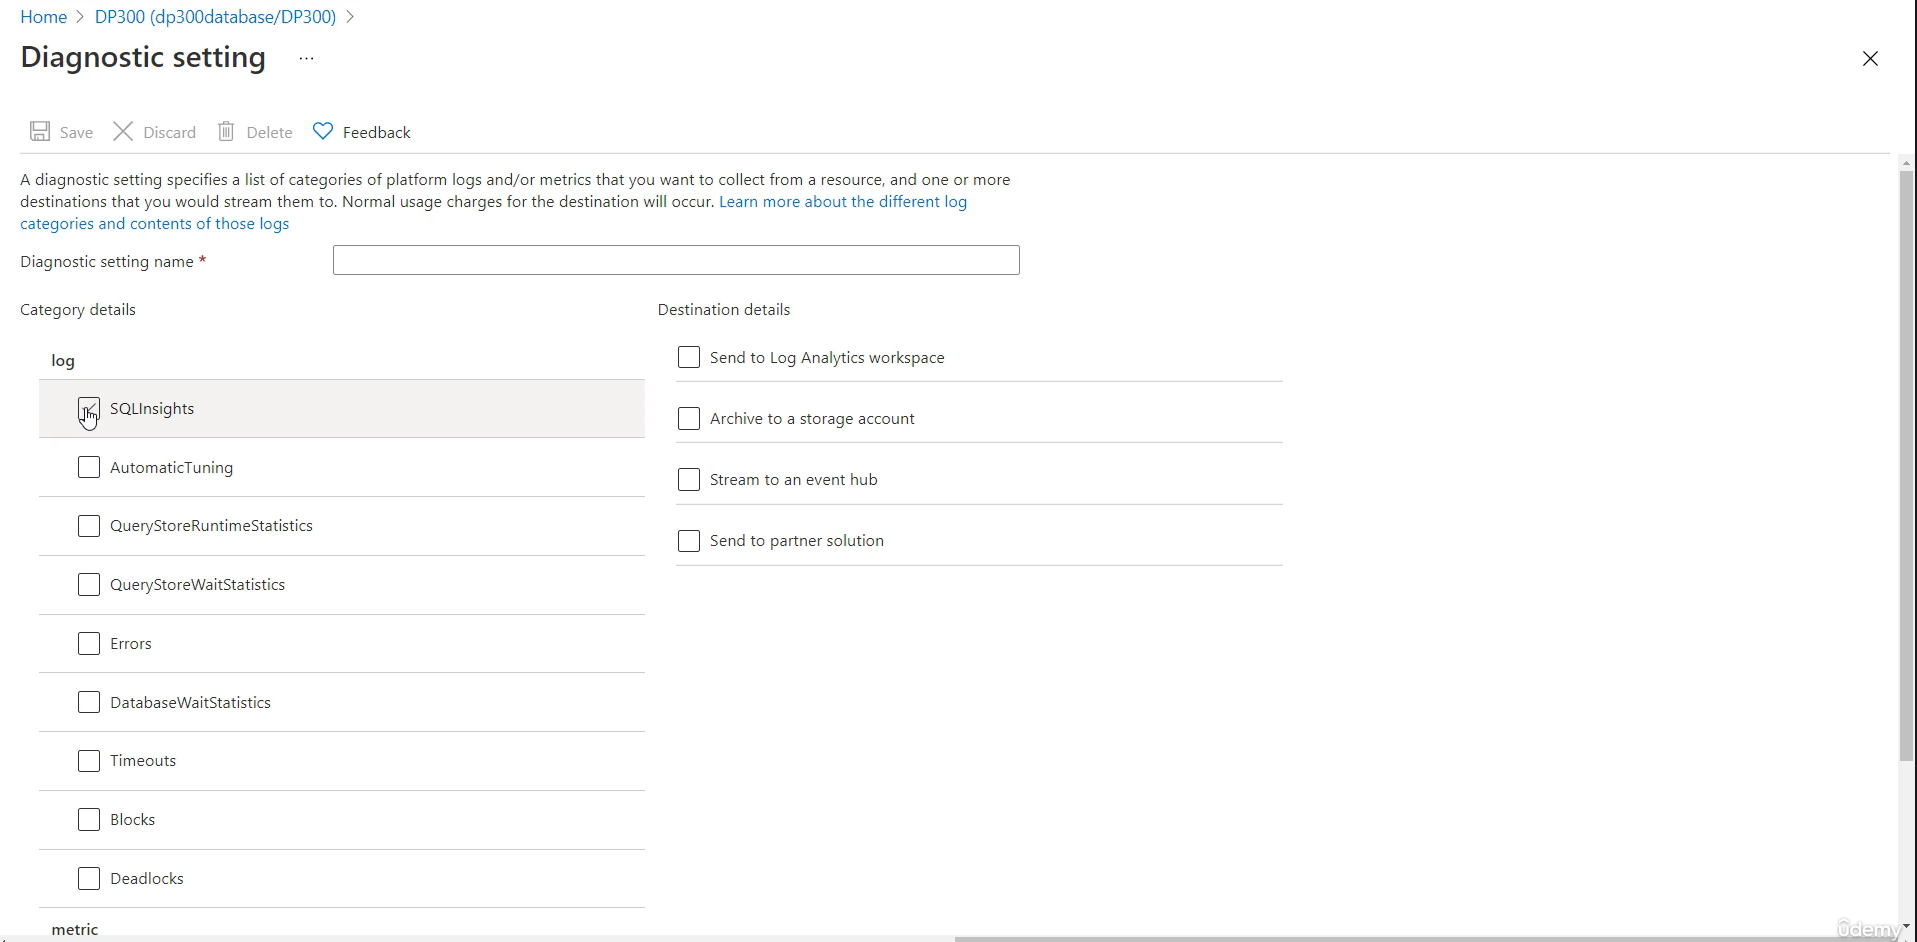 Home > DP300 (dp300database/DP300) >
Diagnostic setting ...
Save Discard Delete Feedback
A diagnostic setting specifies a list of categories of platform logs and/or metrics that you want to collect from a resource, and one or more
destinations that you would stream them to. Normal usage charges for the destination will occur. Learn more about the different log
categories and contents of those logs
Diagnostic setting name *
Category details
Destination details
log
SQLInsights
AutomaticTuning
QueryStoreRuntimeStatistics
QueryStoreWaitStatistics
Errors
DatabaseWaitStatistics
Timeouts
Blocks
Deadlocks
metric
Send to Log Analytics workspace
Archive to a storage account
Stream to an event hub
Send to partner solution
ûdemy